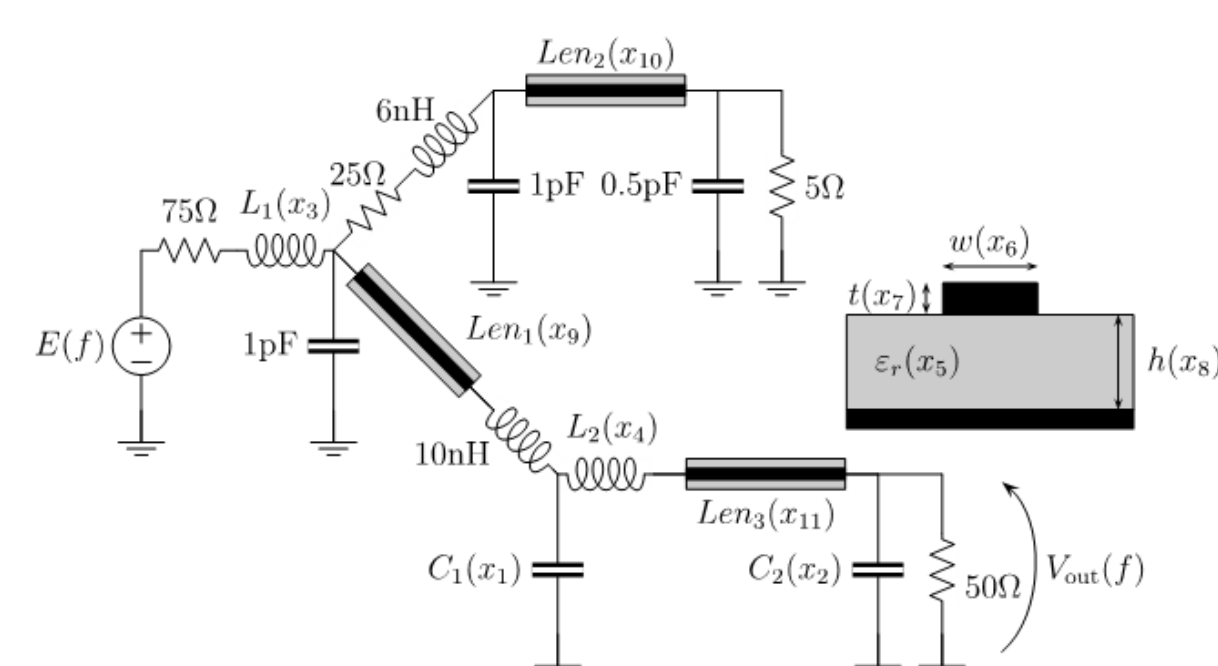 Len₂(x₁₀)
6nH
25Ω
1pF
0.5pF
5Ω
75Ω
L₁(x₃)
w(x₆)
t(x₇)
Len₁(x₉)
E(f)
+
−
1pF
εᵣ(x₅)
h(x₈)
10nH
L₂(x₄)
Len₃(x₁₁)
C₁(x₁)
C₂(x₂)
50Ω
Vout(f)